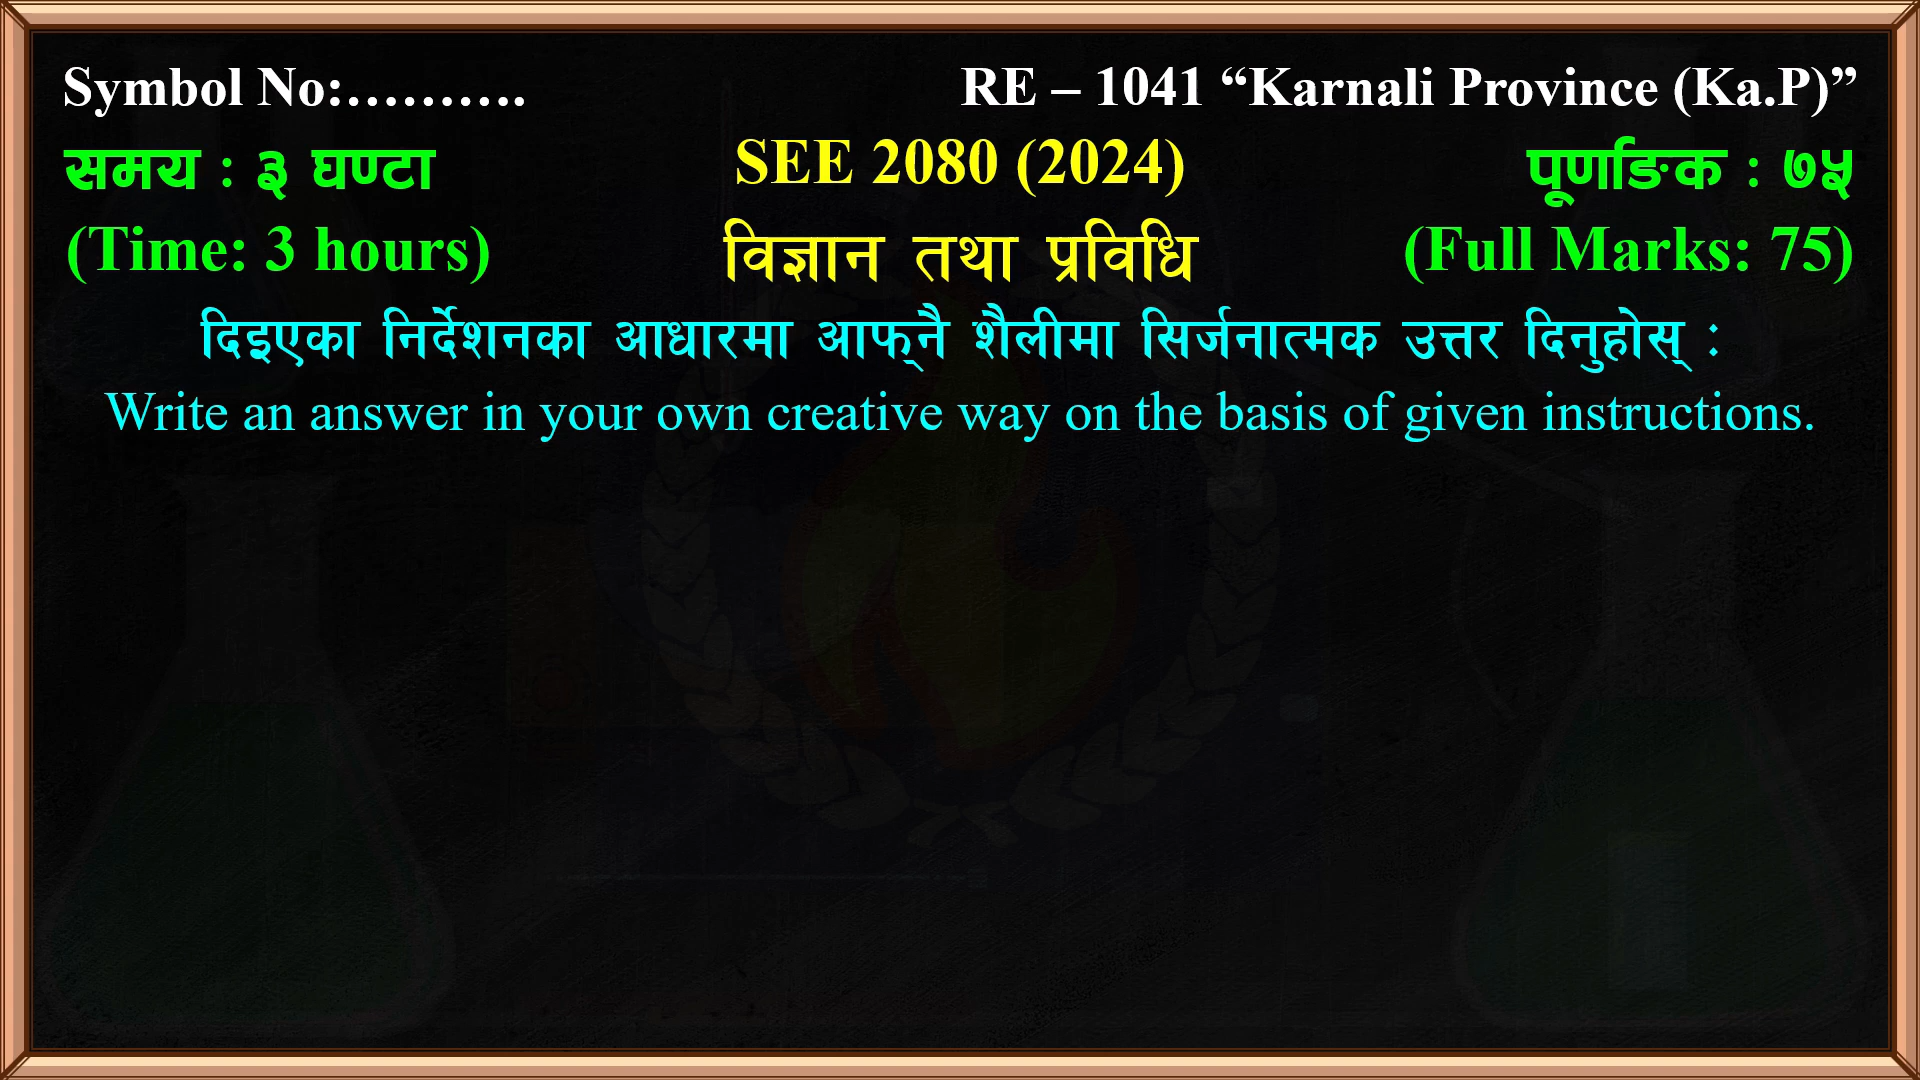 Symbol No:………. RE – 1041 “Karnali Province (Ka.P)”
समय : ३ घण्टा SEE 2080 (2024) पूर्णाङक : ७५
(Time: 3 hours) विज्ञान तथा प्रविधि (Full Marks: 75)
दिइएका निर्देशनका आधारमा आफ्‌नै शैलीमा सिर्जनात्मक उत्तर दिनुहोस् :
Write an answer in your own creative way on the basis of given instructions.